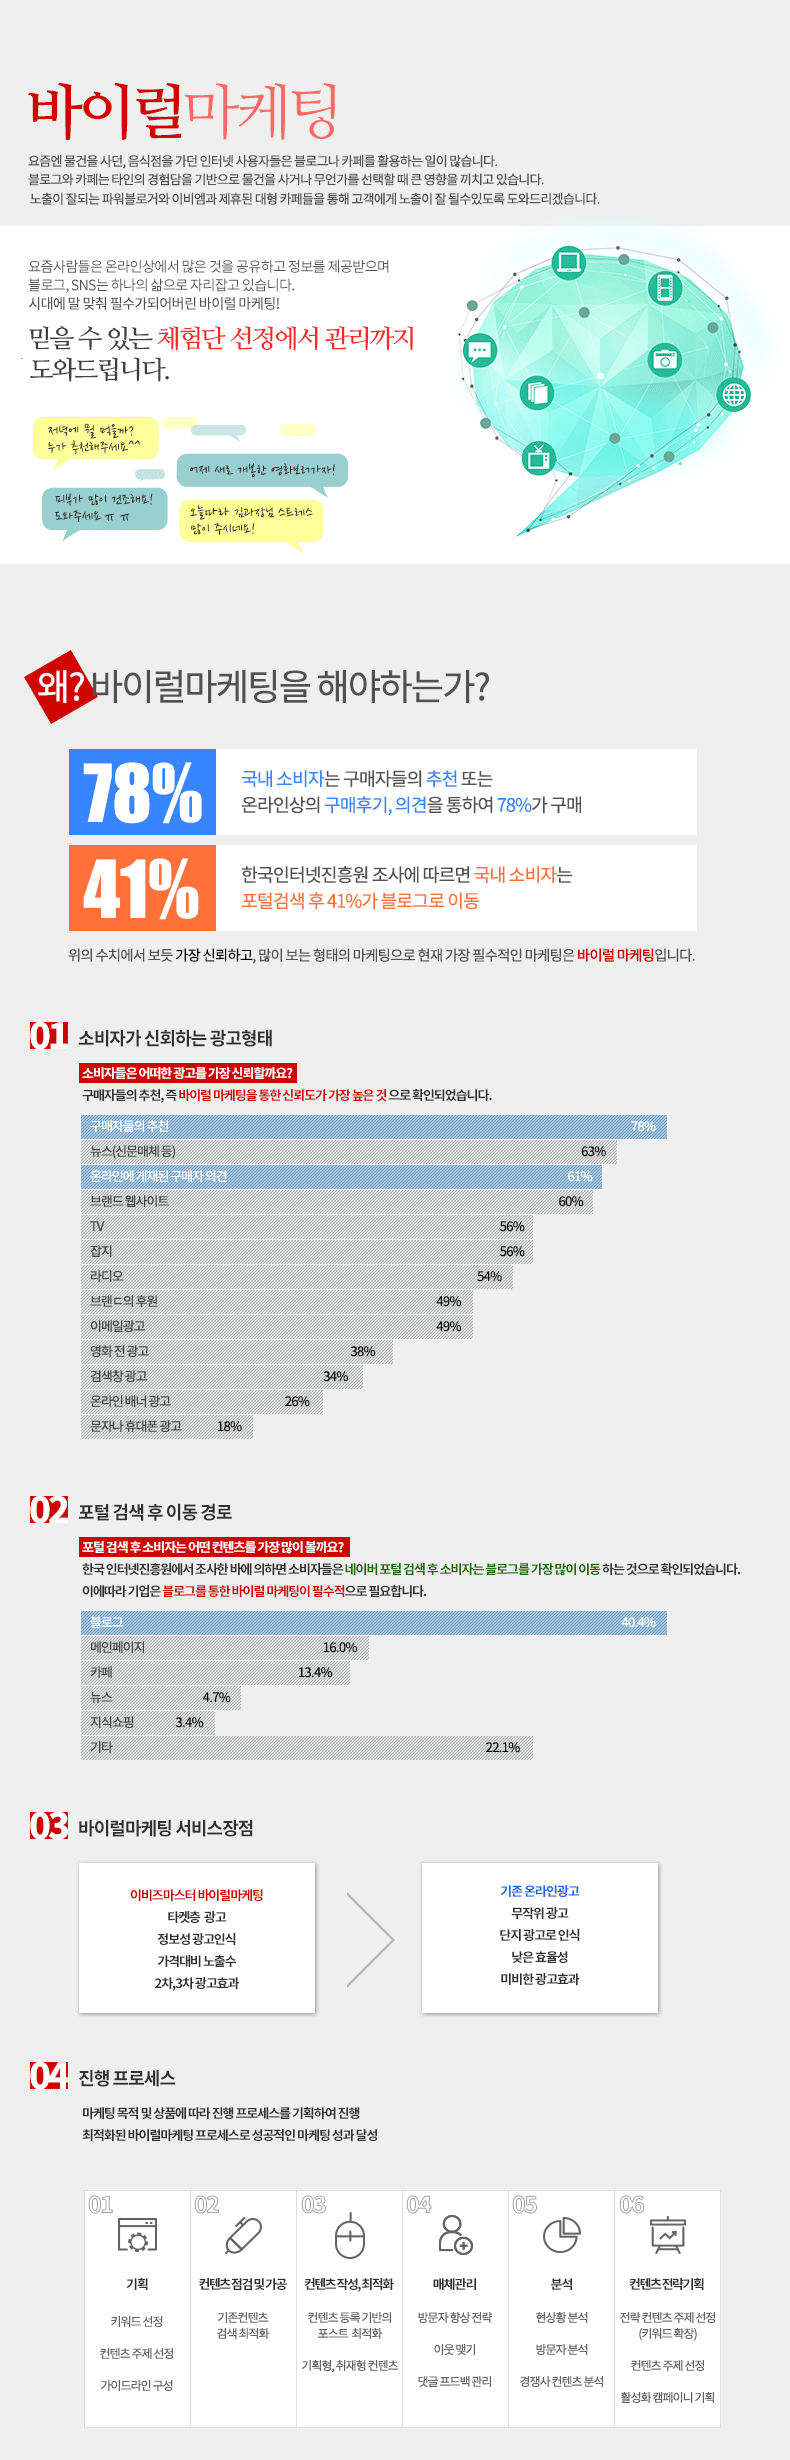 바이럴마케팅
요즘엔 물건을 사던, 음식점을 가던 인터넷 사용자들은 블로그나 카페를 활용하는 일이 많습니다.
블로그와 카페는 타인의 경험담을 기반으로 물건을 사거나 무언가를 선택할 때 큰 영향을 끼치고 있습니다.
노출이 잘되는 파워블로거와 이비엠과 제휴된 대형 카페들을 통해 고객에게 노출이 잘 될수있도록 도와드리겠습니다.
요즘사람들은 온라인상에서 많은 것을 공유하고 정보를 제공받으며
블로그, SNS는 하나의 삶으로 자리잡고 있습니다.
시대에 말 맞춰 필수가되어버린 바이럴 마케팅!
믿을 수 있는 체험단 선정에서 관리까지
도와드립니다.
저녁에 뭘 먹을까?
누가 추천해주세요^^
어제 새로 개봉한 영화보러가자!
피부가 많이 건조해요!
도와주세요 ㅠ ㅠ
오늘따라 김과장님 스트레스
많이 주시네요!
왜? 바이럴마케팅을 해야하는가?
78%
국내 소비자는 구매자들의 추천 또는
온라인상의 구매후기, 의견을 통하여 78%가 구매
41%
한국인터넷진흥원 조사에 따르면 국내 소비자는
포털검색 후 41%가 블로그로 이동
위의 수치에서 보듯 가장 신뢰하고, 많이 보는 형태의 마케팅으로 현재 가장 필수적인 마케팅은 바이럴 마케팅입니다.
01 소비자가 신회하는 광고형태
소비자들은 어떠한 광고를 가장 신뢰할까요?
구매자들의 추천, 즉 바이럴 마케팅을 통한 신뢰도가 가장 높은 것 으로 확인되었습니다.
구매자들의 추천 78%
뉴스(신문매체 등) 63%
온라인에 게재된 구매자 의견 61%
브랜드 웹사이트 60%
TV 56%
잡지 56%
라디오 54%
브랜ㄷ의 후원 49%
이메일광고 49%
영화 전 광고 38%
검색창 광고 34%
온라인 배너 광고 26%
문자나 휴대폰 광고 18%
02 포털 검색 후 이동 경로
포털 검색 후 소비자는 어떤 컨텐츠를 가장 많이 볼까요?
한국 인터넷진흥원에서 조사한 바에 의하면 소비자들은 네이버 포털 검색 후 소비자는 블로그를 가장 많이 이동 하는 것으로 확인되었습니다.
이에따라 기업은 블로그를 통한 바이럴 마케팅이 필수적으로 필요합니다.
블로그 40.4%
메인페이지 16.0%
카페 13.4%
뉴스 4.7%
지식쇼핑 3.4%
기타 22.1%
03 바이럴마케팅 서비스장점
이비즈마스터 바이럴마케팅
타켓층 광고
정보성 광고인식
가격대비 노출수
2차,3차 광고효과
기존 온라인광고
무작위 광고
단지 광고로 인식
낮은 효율성
미비한 광고효과
04 진행 프로세스
마케팅 목적 및 상품에 따라 진행 프로세스를 기획하여 진행
최적화된 바이럴마케팅 프로세스로 성공적인 마케팅 성과 달성
01
기획
키워드 선정
컨텐츠 주제 선정
가이드라인 구성
02
컨텐츠 점검 및 가공
기존컨텐츠
검색 최적화
03
컨텐츠 작성, 최적화
컨텐츠 등록 기반의
포스트 최적화
기획형, 취재형 컨텐츠
04
매체관리
방문자 향상 전략
이웃 맺기
댓글 프드백 관리
05
분석
현상황 분석
방문자 분석
경쟁사 컨텐츠 분석
06
컨텐츠 전략기획
전략 컨텐츠 주제 선정
(키워드 확장)
컨텐츠 주제 선정
활성화 캠페이니 기획